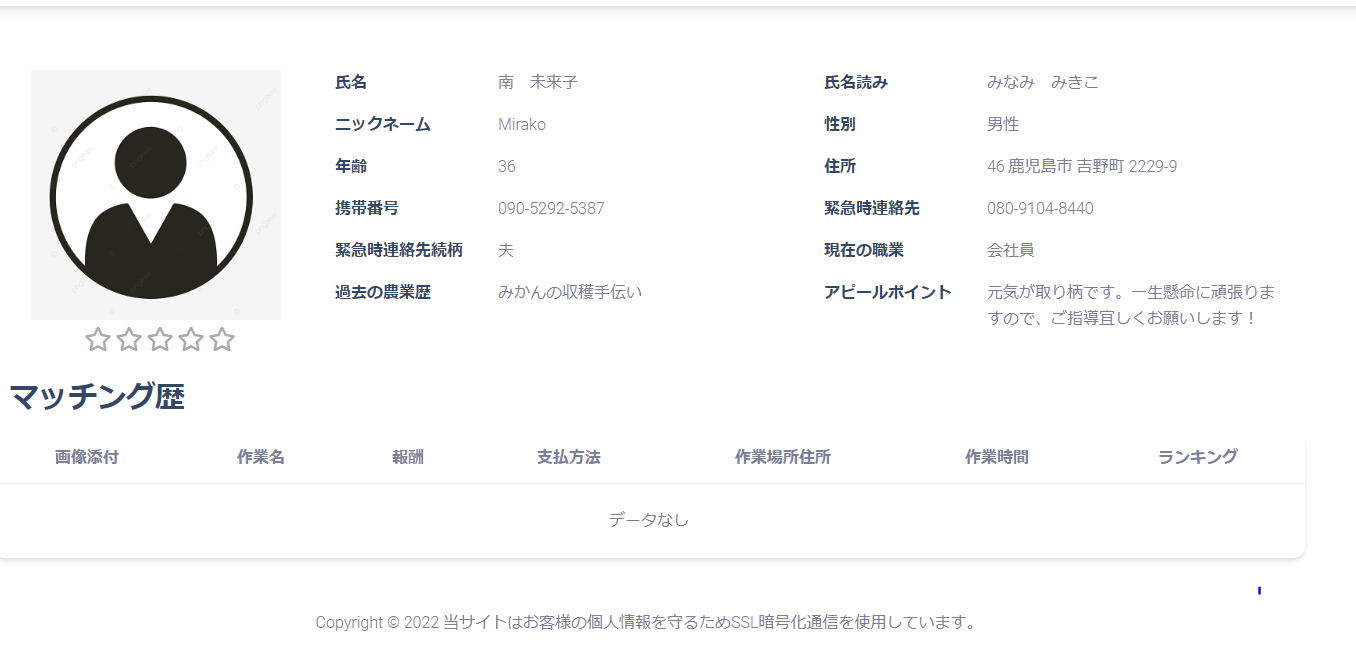 氏名 南　未来子 氏名読み みなみ　みきこ
ニックネーム Mirako 性別 男性
年齢 36 住所 46 鹿児島市 吉野町 2229-9
携帯番号 090-5292-5387 緊急時連絡先 080-9104-8440
緊急時連絡先続柄 夫 現在の職業 会社員
過去の農業歴 みかんの収穫手伝い アピールポイント 元気が取り柄です。一生懸命に頑張りま
すので、ご指導宜しくお願いします！
マッチング歴
画像添付 作業名 報酬 支払方法 作業場所住所 作業時間 ランキング
データなし
Copyright © 2022 当サイトはお客様の個人情報を守るためSSL暗号化通信を使用しています。